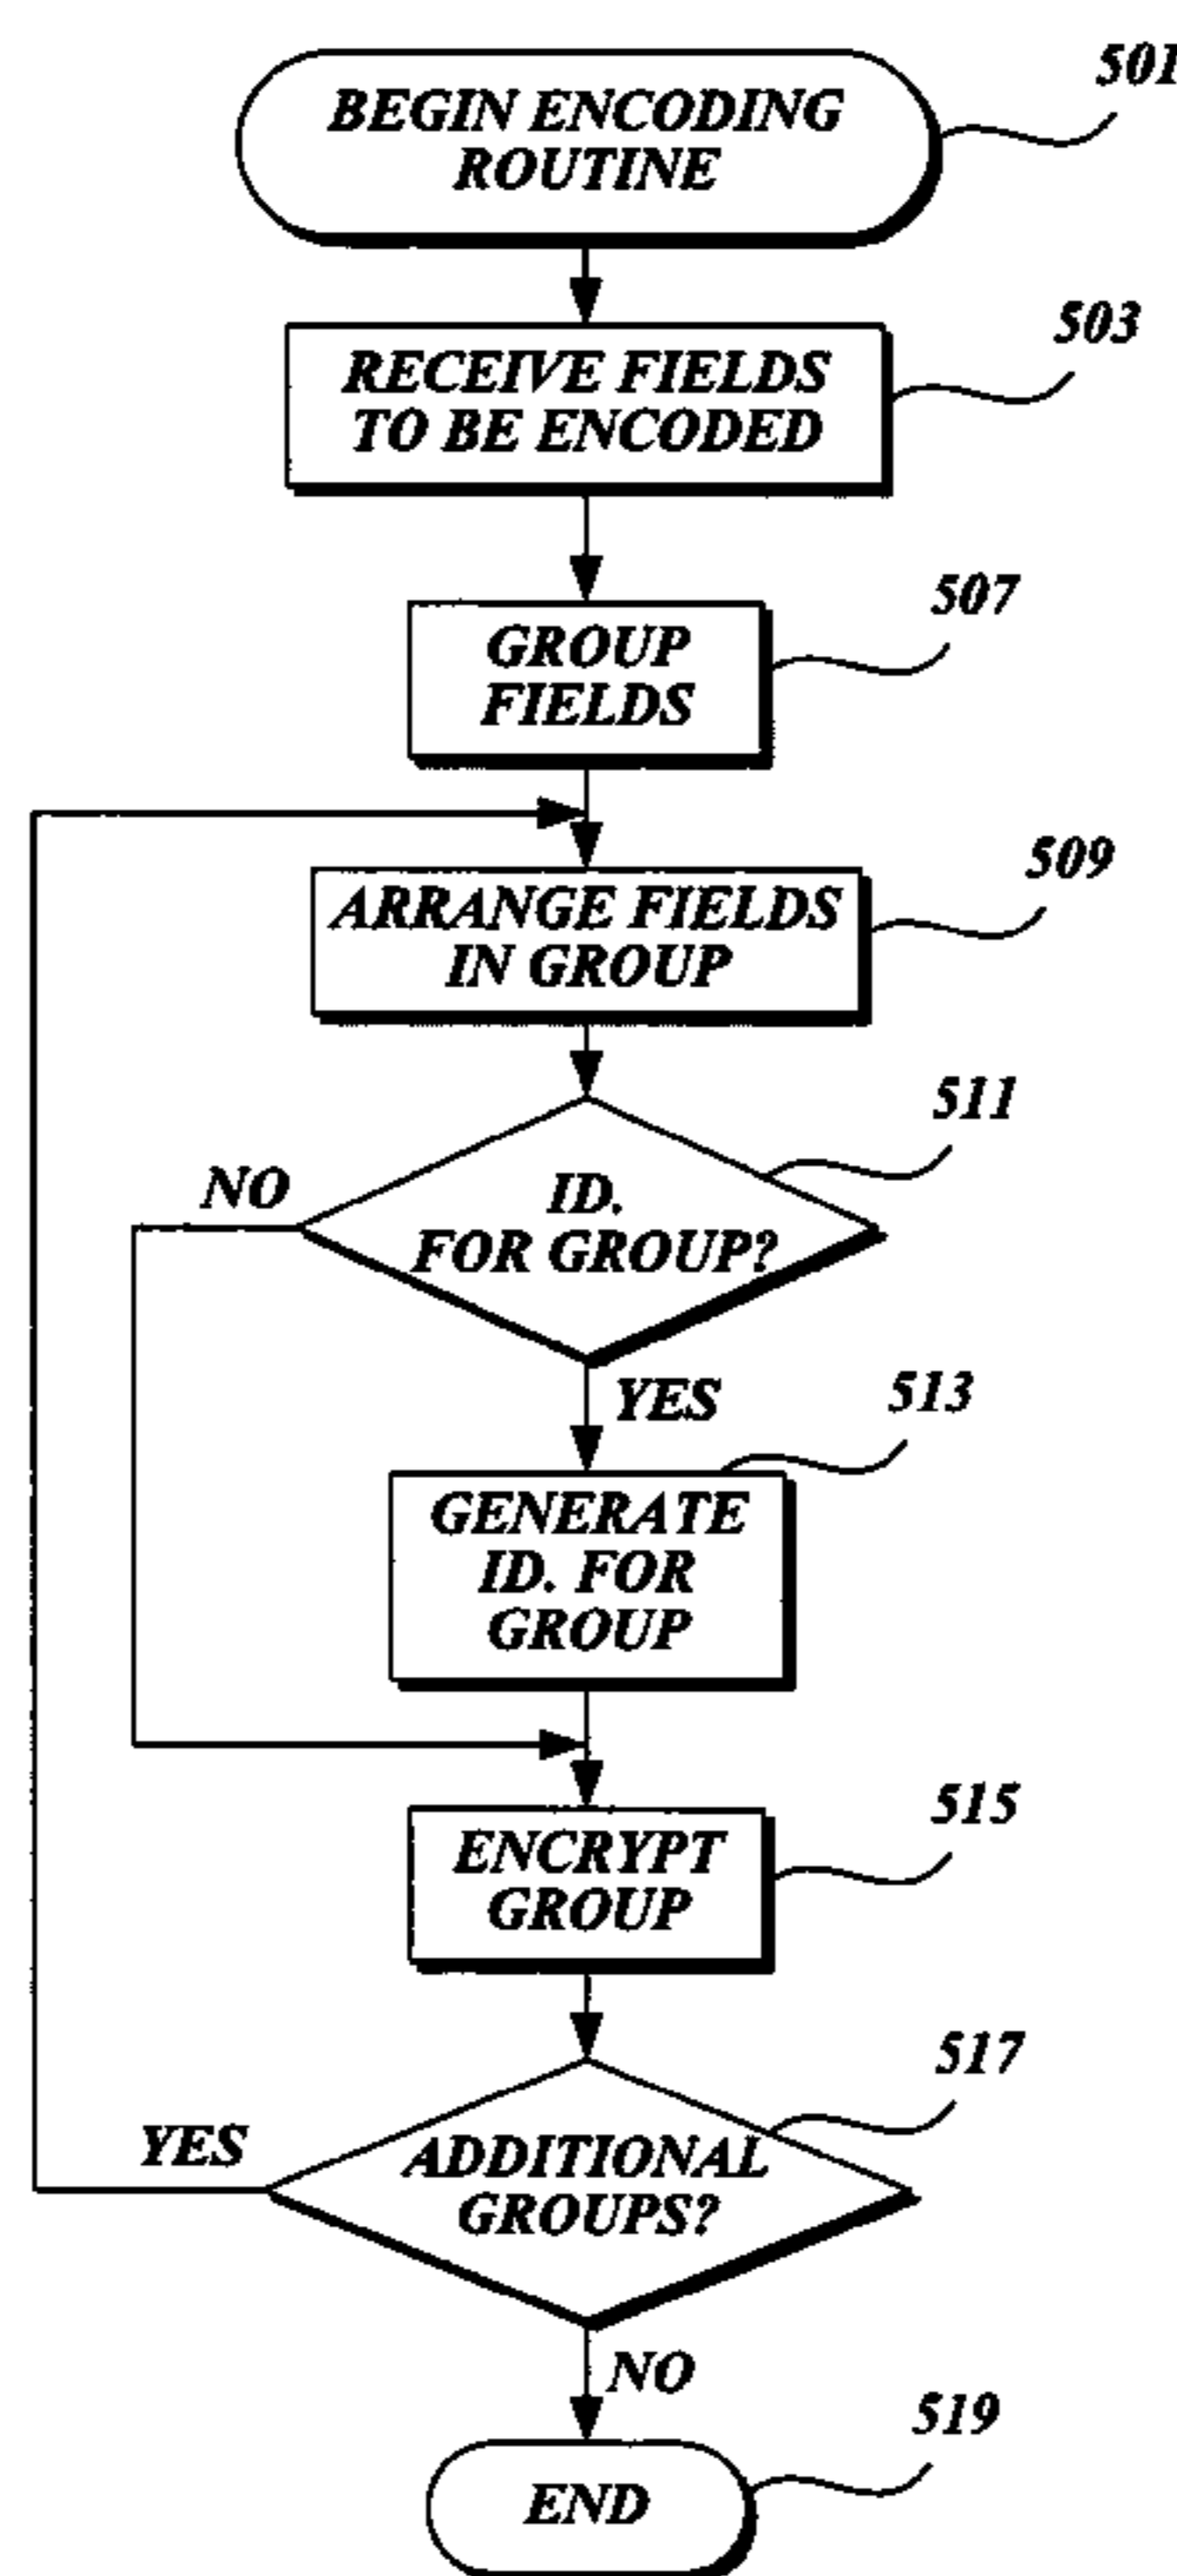 501
BEGIN ENCODING
ROUTINE
503
RECEIVE FIELDS
TO BE ENCODED
507
GROUP
FIELDS
509
ARRANGE FIELDS
IN GROUP
511
NO
ID.
FOR GROUP?
YES
513
GENERATE
ID. FOR
GROUP
515
ENCRYPT
GROUP
517
YES
ADDITIONAL
GROUPS?
NO
519
END